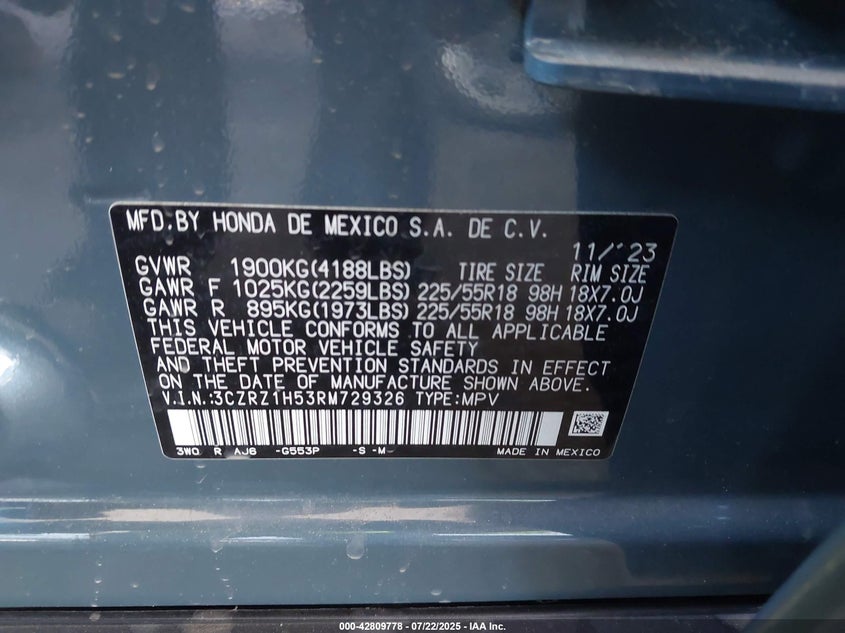 MFD.BY HONDA DE MEXICO S.A. DE C.V.
11/'23
GVWR 1900KG(4188LBS) TIRE SIZE RIM SIZE
GAWR F 1025KG(2259LBS) 225/55R18 98H 18X7.0J
GAWR R 895KG(1973LBS) 225/55R18 98H 18X7.0J
THIS VEHICLE CONFORMS TO ALL APPLICABLE
FEDERAL MOTOR VEHICLE SAFETY
AND THEFT PREVENTION STANDARDS IN EFFECT
ON THE DATE OF MANUFACTURE SHOWN ABOVE.
V.I.N.:3CZRZ1H53RM729326 TYPE:MPV
3WO R AJ6 -G553P -S -M- MADE IN MEXICO
000-42809778 - 07/22/2025 - IAA Inc.